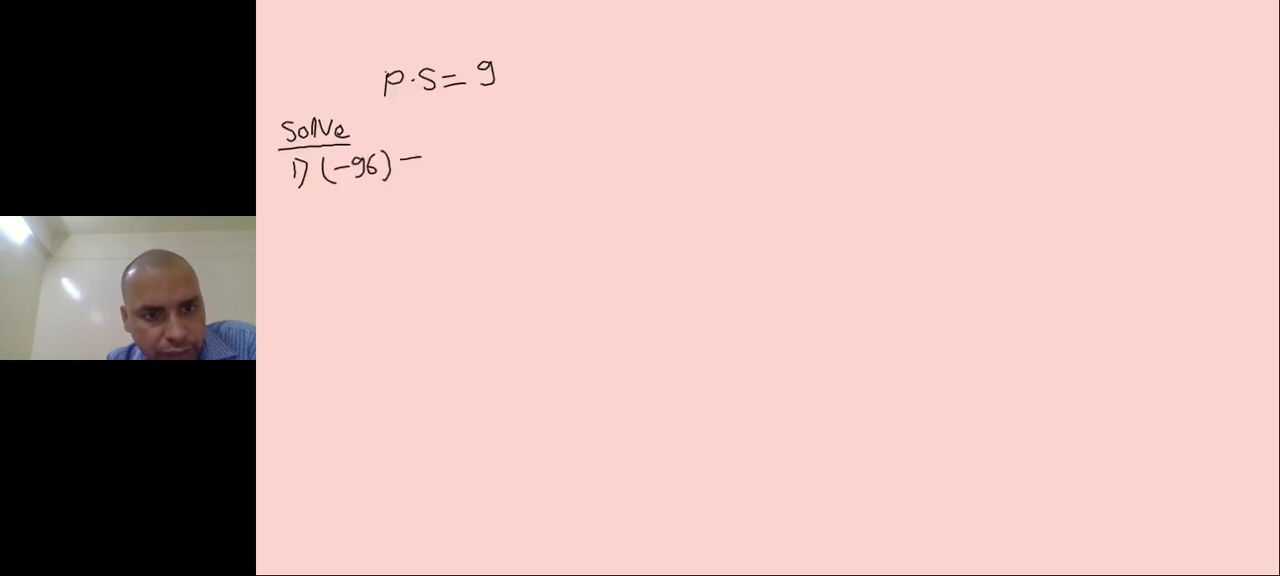 P.S = 9
Solve
1) (-96) -